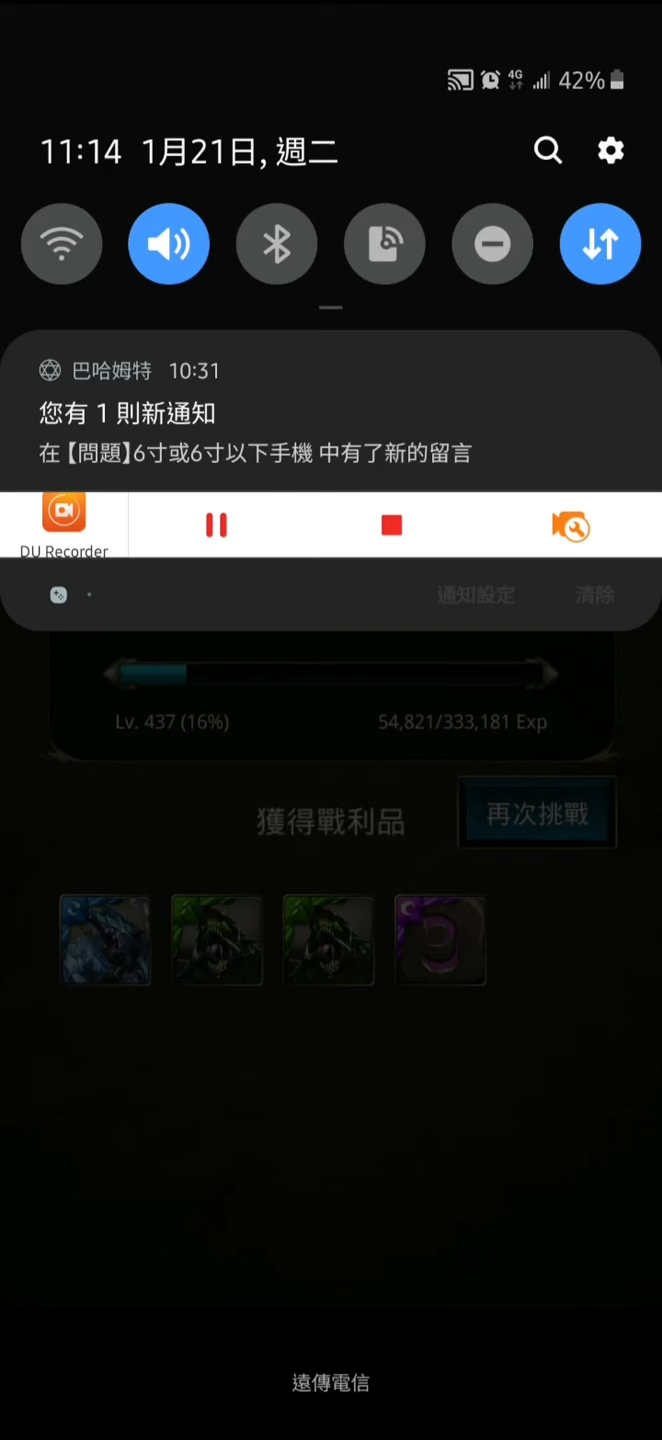 4G 42%
11:14 1月21日, 週二
巴哈姆特 10:31
您有 1 則新通知
在【問題】6寸或6寸以下手機 中有了新的留言
DU Recorder
通知設定 清除
Lv. 437 (16%) 54,821/333,181 Exp
獲得戰利品 再次挑戰
遠傳電信